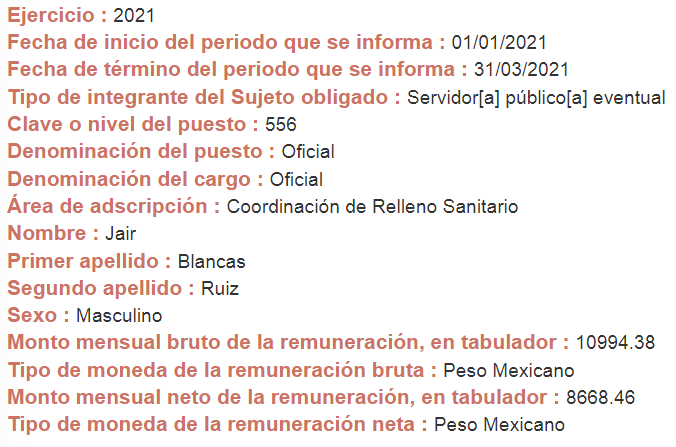 Ejercicio : 2021
Fecha de inicio del periodo que se informa : 01/01/2021
Fecha de término del periodo que se informa : 31/03/2021
Tipo de integrante del Sujeto obligado : Servidor[a] público[a] eventual
Clave o nivel del puesto : 556
Denominación del puesto : Oficial
Denominación del cargo : Oficial
Área de adscripción : Coordinación de Relleno Sanitario
Nombre : Jair
Primer apellido : Blancas
Segundo apellido : Ruiz
Sexo : Masculino
Monto mensual bruto de la remuneración, en tabulador : 10994.38
Tipo de moneda de la remuneración bruta : Peso Mexicano
Monto mensual neto de la remuneración, en tabulador : 8668.46
Tipo de moneda de la remuneración neta : Peso Mexicano